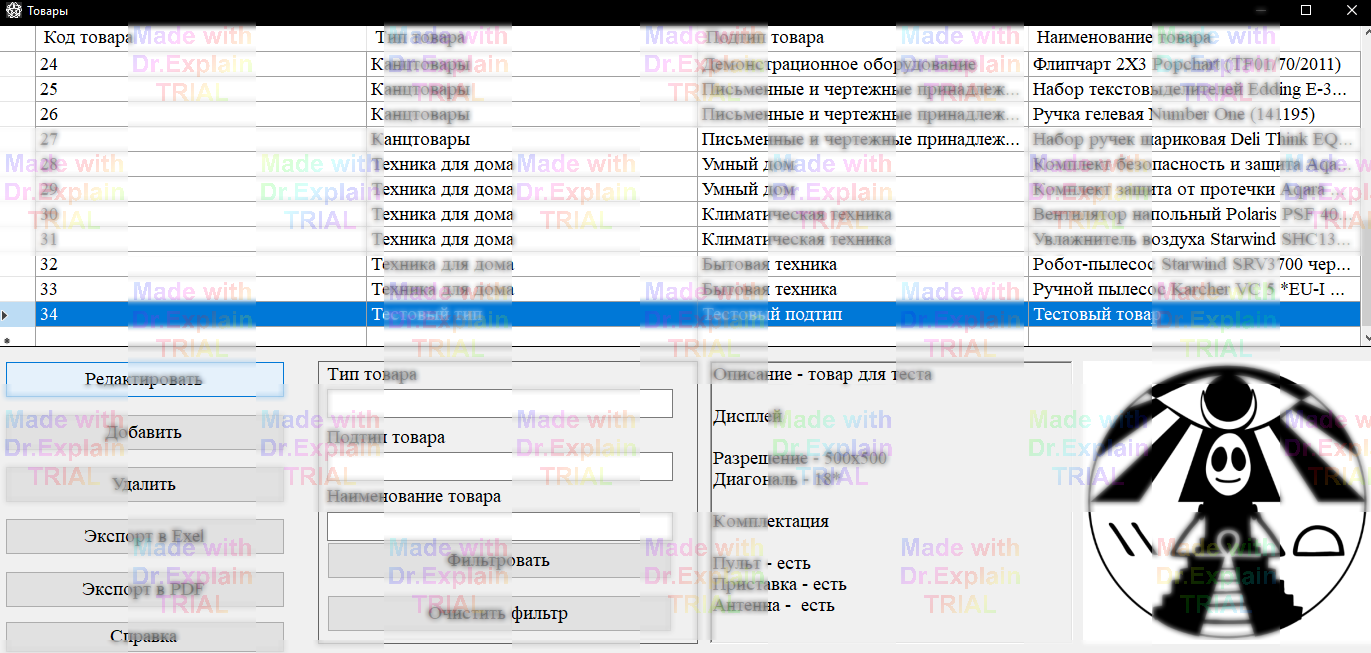 Товары
Код товара Тип товара Подтип товара Наименование товара
24 Канцтовары Демонстрационное оборудование Флипчарт 2X3 Popchart (TF01/70/2011)
25 Канцтовары Письменные и чертежные принадлеж... Набор текстовыделителей Edding E-3...
26 Канцтовары Письменные и чертежные принадлеж... Ручка гелевая Number One (141195)
27 Канцтовары Письменные и чертежные принадлеж... Набор ручек шариковая Deli Think EQ...
28 Техника для дома Умный дом Комплект безопасность и защита Aqa...
29 Техника для дома Умный дом Комплект защита от протечки Aqara ...
30 Техника для дома Климатическая техника Вентилятор напольный Polaris PSF 40...
31 Техника для дома Климатическая техника Увлажнитель воздуха Starwind SHC13...
32 Техника для дома Бытовая техника Робот-пылесос Starwind SRV3700 чер...
33 Техника для дома Бытовая техника Ручной пылесос Karcher VC 5 *EU-I ...
34 Тестовый тип Тестовый подтип Тестовый товар
Редактировать
Добавить
Удалить
Экспорт в Exel
Экспорт в PDF
Справка
Тип товара
Подтип товара
Наименование товара
Фильтровать
Очистить фильтр
Описание - товар для теста
Дисплей
Разрешение - 500x500
Диагональ - 18"
Комплектация
Пульт - есть
Приставка - есть
Антенна - есть
Made with
Dr.Explain
TRIAL